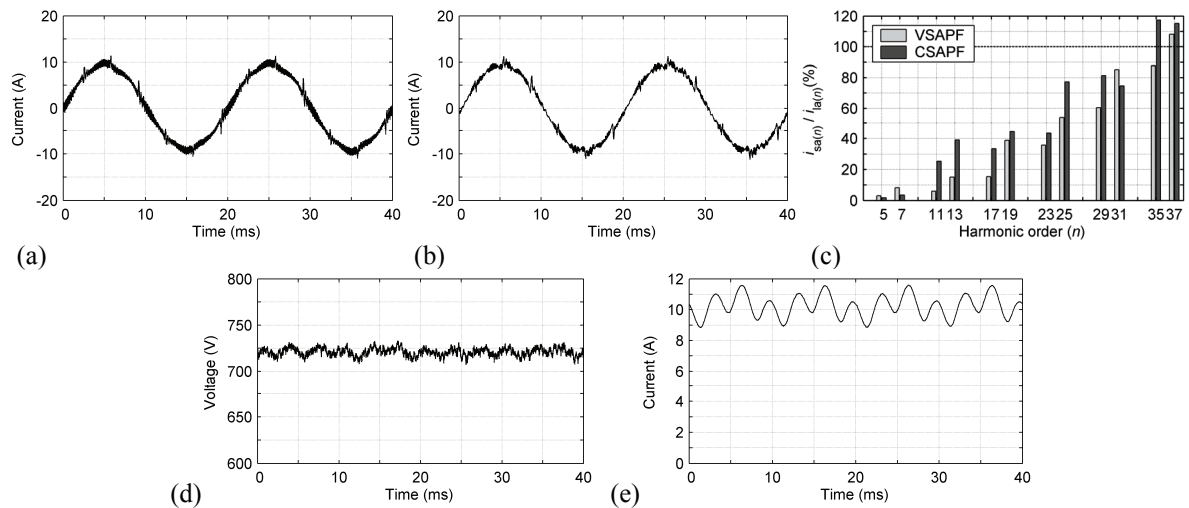 20
10
0
-10
-20
Current (A)
0 10 20 30 40
Time (ms)
(a)
20
10
0
-10
-20
Current (A)
0 10 20 30 40
Time (ms)
(b)
VSAPF
CSAPF
120
100
80
60
40
20
0
isa(n) / ila(n)(%)
5 7 11 13 17 19 23 25 29 31 35 37
Harmonic order (n)
(c)
800
750
700
650
600
Voltage (V)
0 10 20 30 40
Time (ms)
(d)
12
10
8
6
4
2
0
Current (A)
0 10 20 30 40
Time (ms)
(e)